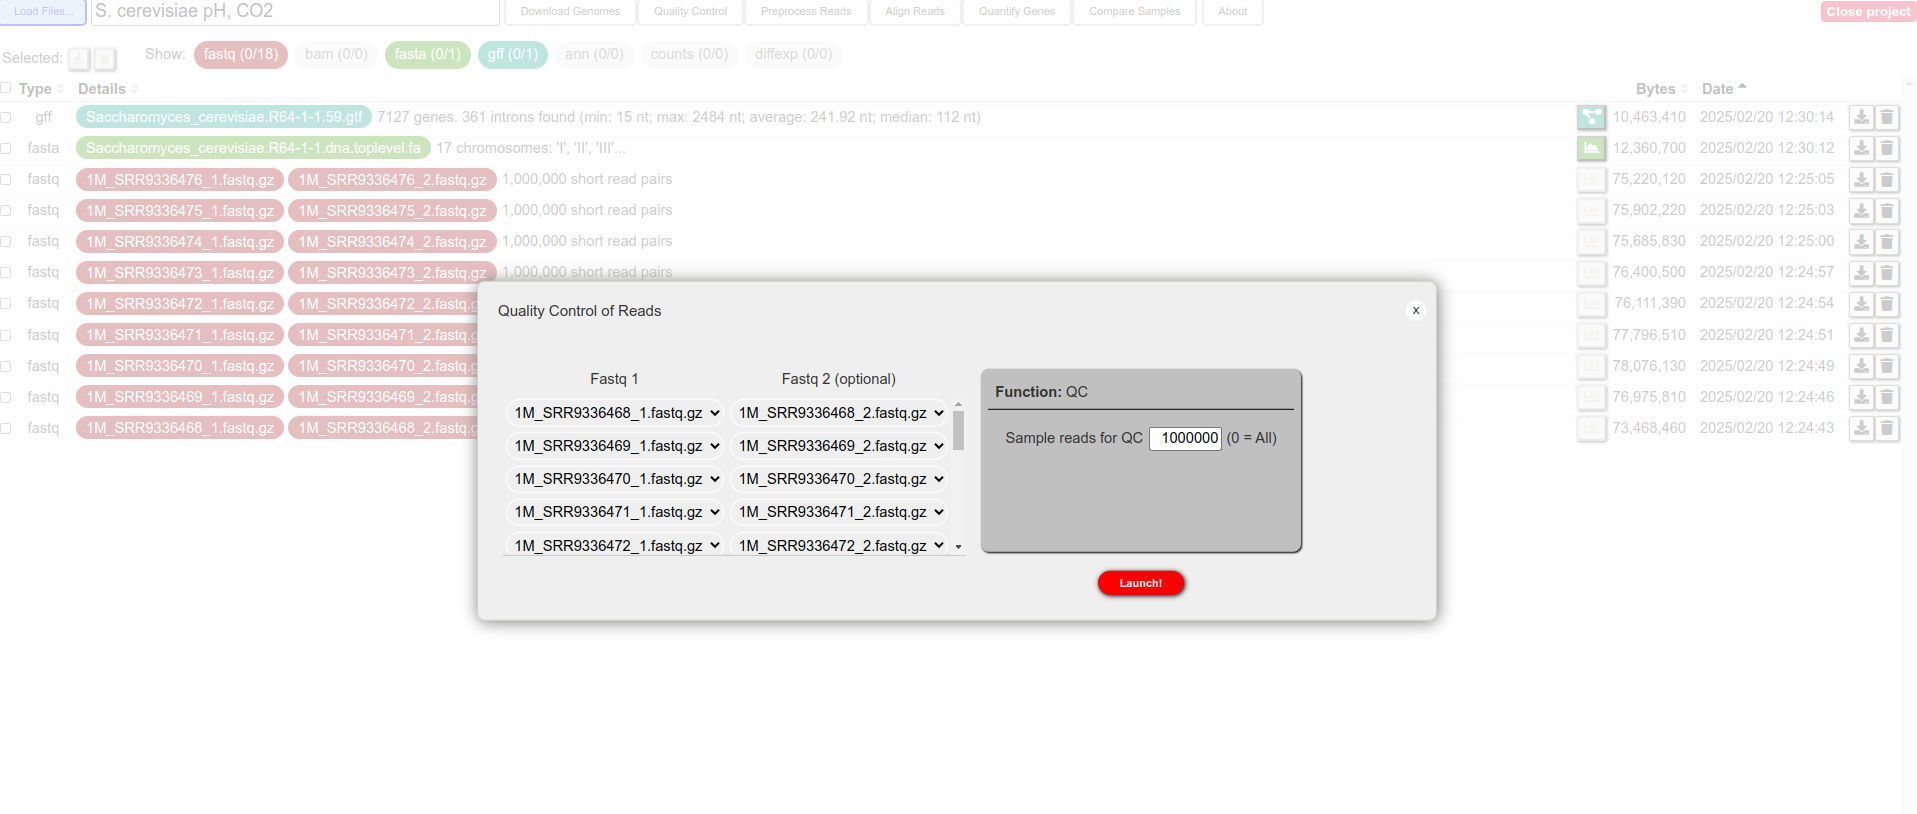 Load Files... S. cerevisiae pH, CO2 Download Genomes Quality Control Preprocess Reads Align Reads Quantify Genes Compare Samples About Close project
Selected: Show: fastq (0/18) bam (0/0) fasta (0/1) gff (0/1) ann (0/0) counts (0/0) diffexp (0/0)
Type Details Bytes Date
gff Saccharomyces_cerevisiae.R64-1-1.59.gtf 7127 genes. 361 introns found (min: 15 nt; max: 2484 nt; average: 241.92 nt; median: 112 nt) 10,463,410 2025/02/20 12:30:14
fasta Saccharomyces_cerevisiae.R64-1-1.dna.toplevel.fa 17 chromosomes: 'I', 'II', 'III'... 12,360,700 2025/02/20 12:30:12
fastq 1M_SRR9336476_1.fastq.gz 1M_SRR9336476_2.fastq.gz 1,000,000 short read pairs 75,220,120 2025/02/20 12:25:05
fastq 1M_SRR9336475_1.fastq.gz 1M_SRR9336475_2.fastq.gz 1,000,000 short read pairs 75,902,220 2025/02/20 12:25:03
fastq 1M_SRR9336474_1.fastq.gz 1M_SRR9336474_2.fastq.gz 1,000,000 short read pairs 75,685,830 2025/02/20 12:25:00
fastq 1M_SRR9336473_1.fastq.gz 1M_SRR9336473_2.fastq.gz 1,000,000 short read pairs 76,400,500 2025/02/20 12:24:57
fastq 1M_SRR9336472_1.fastq.gz 1M_SRR9336472_2.fastq.g 76,111,390 2025/02/20 12:24:54
fastq 1M_SRR9336471_1.fastq.gz 1M_SRR9336471_2.fastq.g 77,796,510 2025/02/20 12:24:51
fastq 1M_SRR9336470_1.fastq.gz 1M_SRR9336470_2.fastq.g 78,076,130 2025/02/20 12:24:49
fastq 1M_SRR9336469_1.fastq.gz 1M_SRR9336469_2.fastq.g 76,975,810 2025/02/20 12:24:46
fastq 1M_SRR9336468_1.fastq.gz 1M_SRR9336468_2.fastq.g 73,468,460 2025/02/20 12:24:43
Quality Control of Reads x
Fastq 1 Fastq 2 (optional)
1M_SRR9336468_1.fastq.gz 1M_SRR9336468_2.fastq.gz
1M_SRR9336469_1.fastq.gz 1M_SRR9336469_2.fastq.gz
1M_SRR9336470_1.fastq.gz 1M_SRR9336470_2.fastq.gz
1M_SRR9336471_1.fastq.gz 1M_SRR9336471_2.fastq.gz
1M_SRR9336472_1.fastq.gz 1M_SRR9336472_2.fastq.gz
Function: QC
Sample reads for QC 1000000 (0 = All)
Launch!